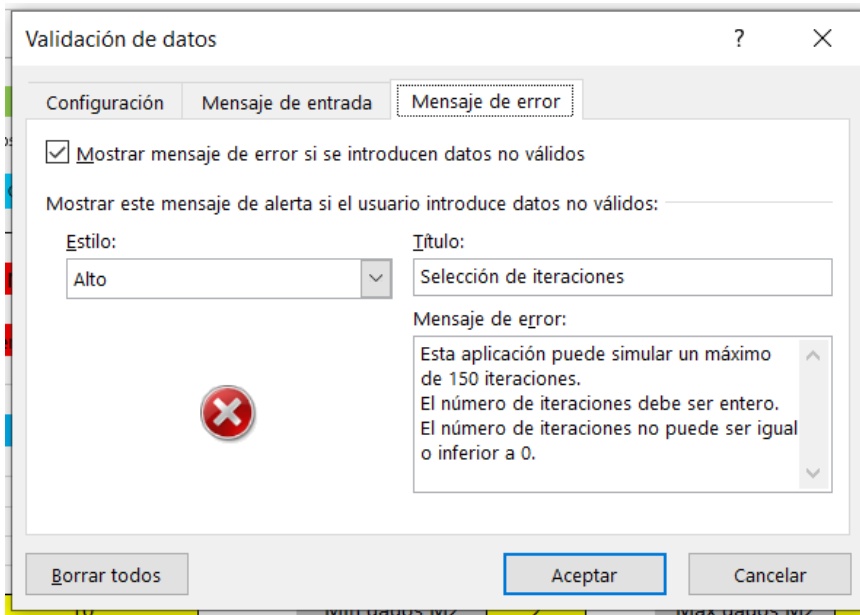 Validación de datos
?
Configuración
Mensaje de entrada
Mensaje de error
Mostrar mensaje de error si se introducen datos no válidos
Mostrar este mensaje de alerta si el usuario introduce datos no válidos:
Estilo:
Título:
Alto
Selección de iteraciones
Mensaje de error:
Esta aplicación puede simular un máximo
de 150 iteraciones.
El número de iteraciones debe ser entero.
El número de iteraciones no puede ser igual
o inferior a 0.
Borrar todos
Aceptar
Cancelar